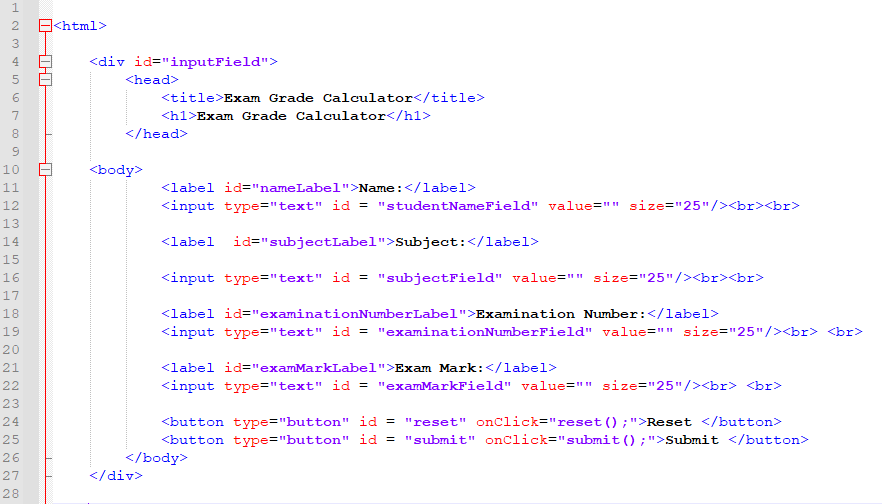 1
2 <html>
3
4 <div id="inputField">
5 <head>
6 <title>Exam Grade Calculator</title>
7 <h1>Exam Grade Calculator</h1>
8 </head>
9
10 <body>
11 <label id="nameLabel">Name:</label>
12 <input type="text" id = "studentNameField" value="" size="25"/><br><br>
13
14 <label  id="subjectLabel">Subject:</label>
15
16 <input type="text" id = "subjectField" value="" size="25"/><br><br>
17
18 <label id="examinationNumberLabel">Examination Number:</label>
19 <input type="text" id = "examinationNumberField" value="" size="25"/><br> <br>
20
21 <label id="examMarkLabel">Exam Mark:</label>
22 <input type="text" id = "examMarkField" value="" size="25"/><br> <br>
23
24 <button type="button" id = "reset" onClick="reset();">Reset </button>
25 <button type="button" id = "submit" onClick="submit();">Submit </button>
26 </body>
27 </div>
28